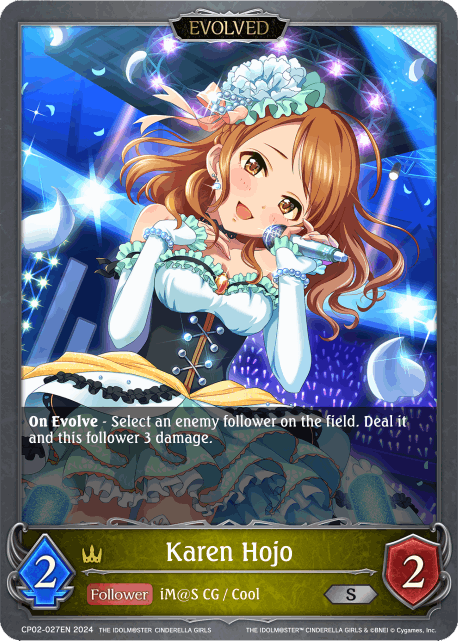 EVOLVED
On Evolve - Select an enemy follower on the field. Deal it
and this follower 3 damage.
Karen Hojo
2
2
Follower iM@S CG / Cool
S
CP02-027EN 2024 THE IDOLM@STER CINDERELLA GIRLS THE IDOLM@STER™ CINDERELLA GIRLS & ©BNEI © Cygames, Inc.